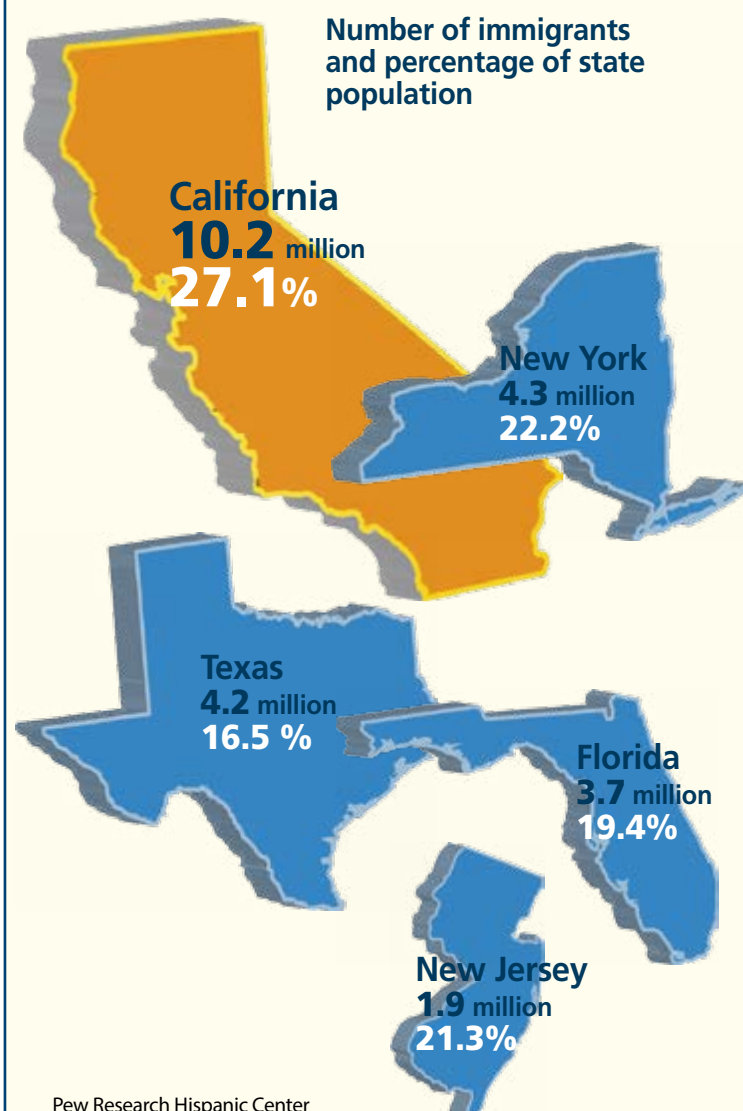 Number of immigrants
and percentage of state
population
California
10.2 million
27.1%
New York
4.3 million
22.2%
Texas
4.2 million
16.5 %
Florida
3.7 million
19.4%
New Jersey
1.9 million
21.3%
Pew Research Hispanic Center